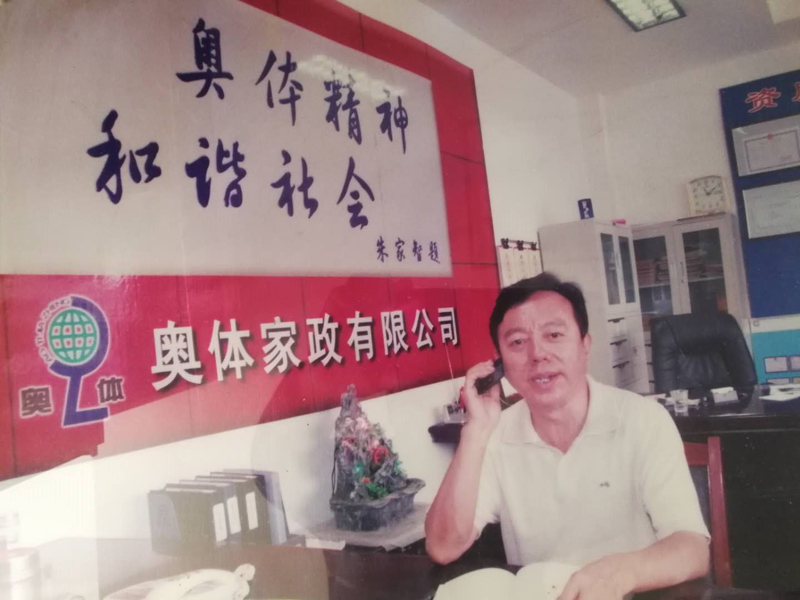 奥体精神
和谐社会
朱家智题
奥体家政有限公司
奥体